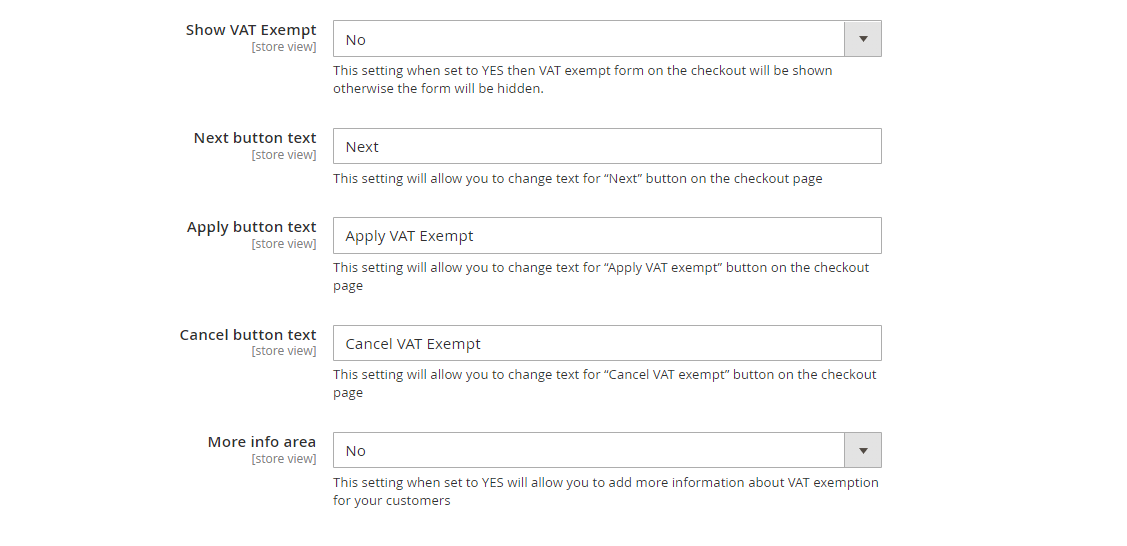 Show VAT Exempt
[store view]
No
This setting when set to YES then VAT exempt form on the checkout will be shown
otherwise the form will be hidden.
Next button text
[store view]
Next
This setting will allow you to change text for “Next” button on the checkout page
Apply button text
[store view]
Apply VAT Exempt
This setting will allow you to change text for “Apply VAT exempt” button on the checkout
page
Cancel button text
[store view]
Cancel VAT Exempt
This setting will allow you to change text for “Cancel VAT exempt” button on the checkout
page
More info area
[store view]
No
This setting when set to YES will allow you to add more information about VAT exemption
for your customers